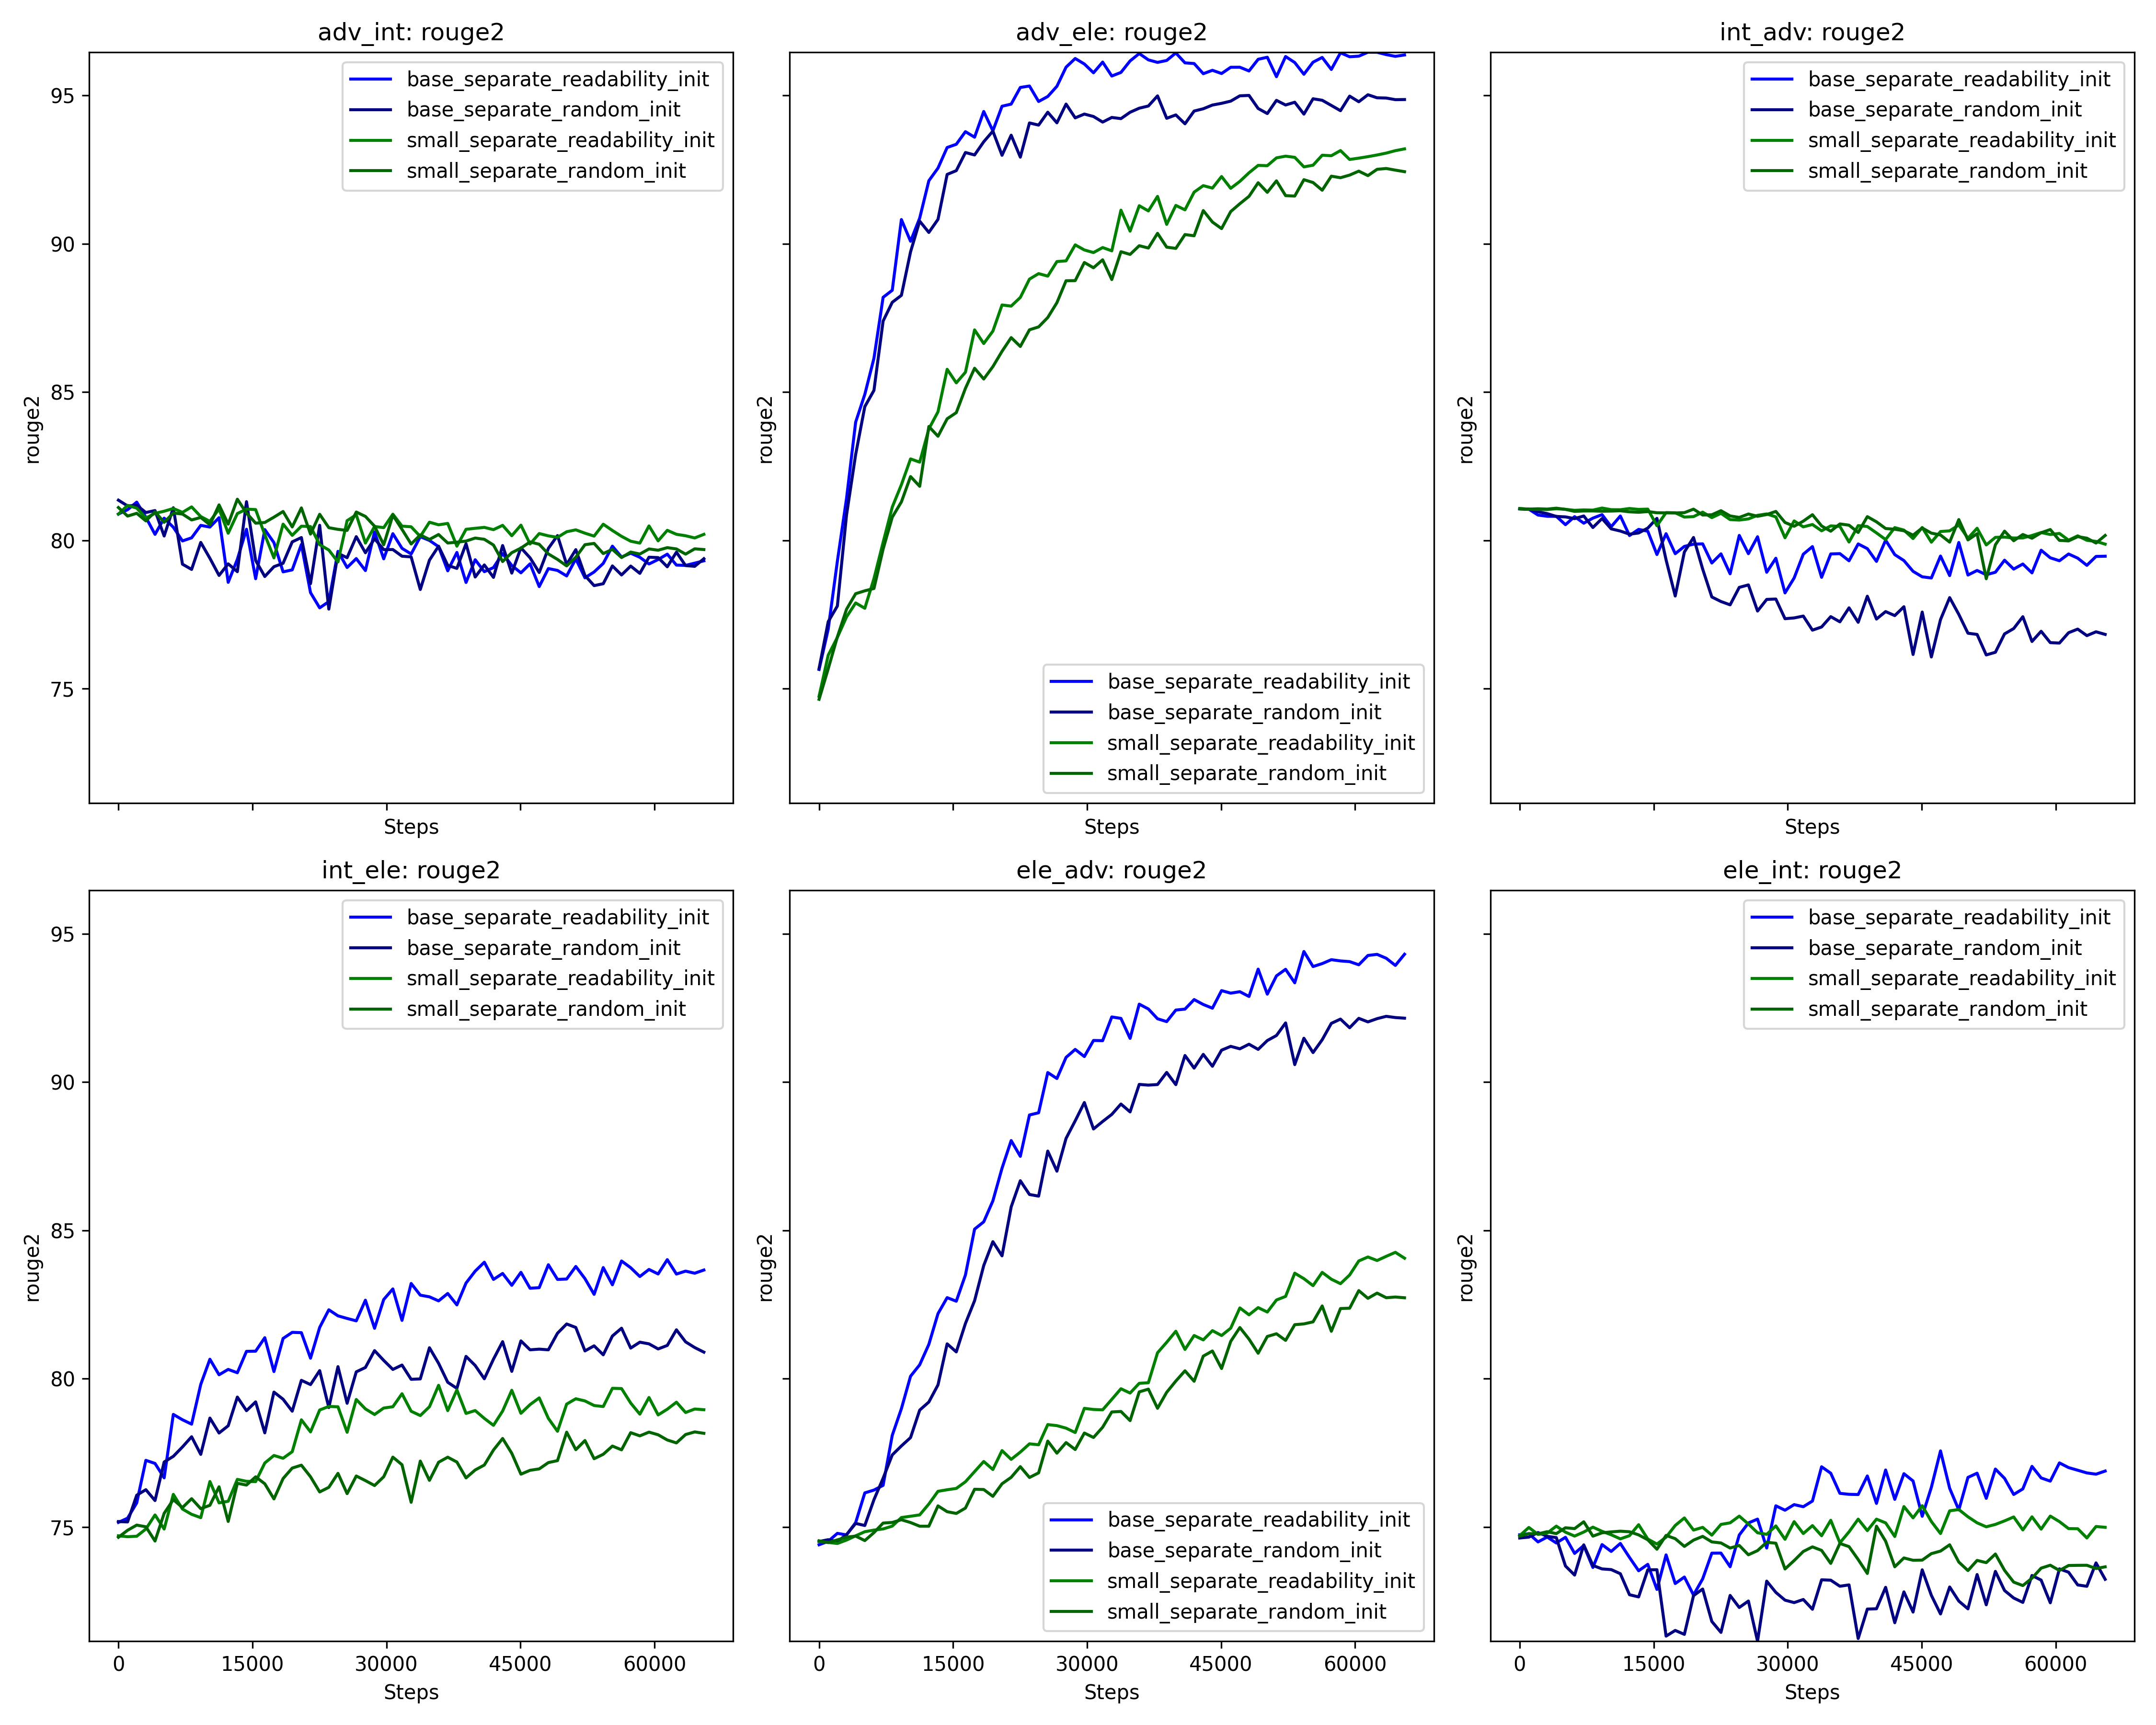 adv_int: rouge2
base_separate_readability_init
base_separate_random_init
small_separate_readability_init
small_separate_random_init
95
90
85
80
75
rouge2
Steps
adv_ele: rouge2
rouge2
base_separate_readability_init
base_separate_random_init
small_separate_readability_init
small_separate_random_init
Steps
int_adv: rouge2
base_separate_readability_init
base_separate_random_init
small_separate_readability_init
small_separate_random_init
rouge2
Steps
int_ele: rouge2
base_separate_readability_init
base_separate_random_init
small_separate_readability_init
small_separate_random_init
95
90
85
80
75
rouge2
0 15000 30000 45000 60000
Steps
ele_adv: rouge2
rouge2
base_separate_readability_init
base_separate_random_init
small_separate_readability_init
small_separate_random_init
0 15000 30000 45000 60000
Steps
ele_int: rouge2
base_separate_readability_init
base_separate_random_init
small_separate_readability_init
small_separate_random_init
rouge2
0 15000 30000 45000 60000
Steps